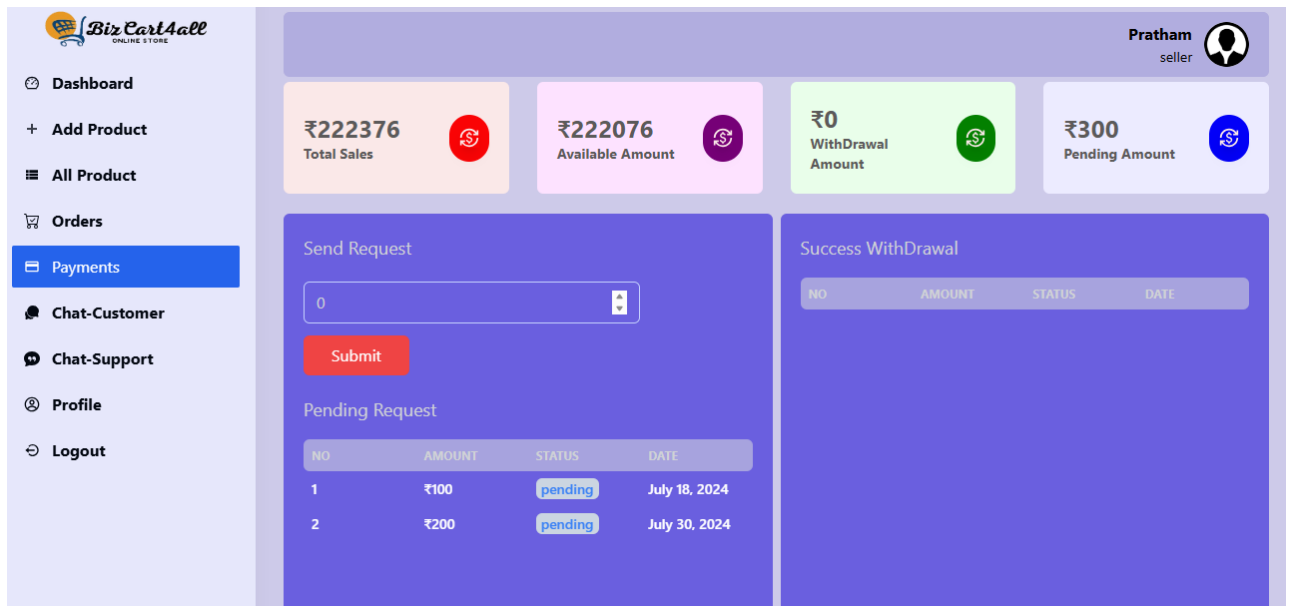 Biz Cart4all
ONLINE STORE
Dashboard
Add Product
All Product
Orders
Payments
Chat-Customer
Chat-Support
Profile
Logout
Pratham
seller
₹222376
Total Sales
₹222076
Available Amount
₹0
WithDrawal
Amount
₹300
Pending Amount
Send Request
0
Submit
Pending Request
NO AMOUNT STATUS DATE
1 ₹100 pending July 18, 2024
2 ₹200 pending July 30, 2024
Success WithDrawal
NO AMOUNT STATUS DATE